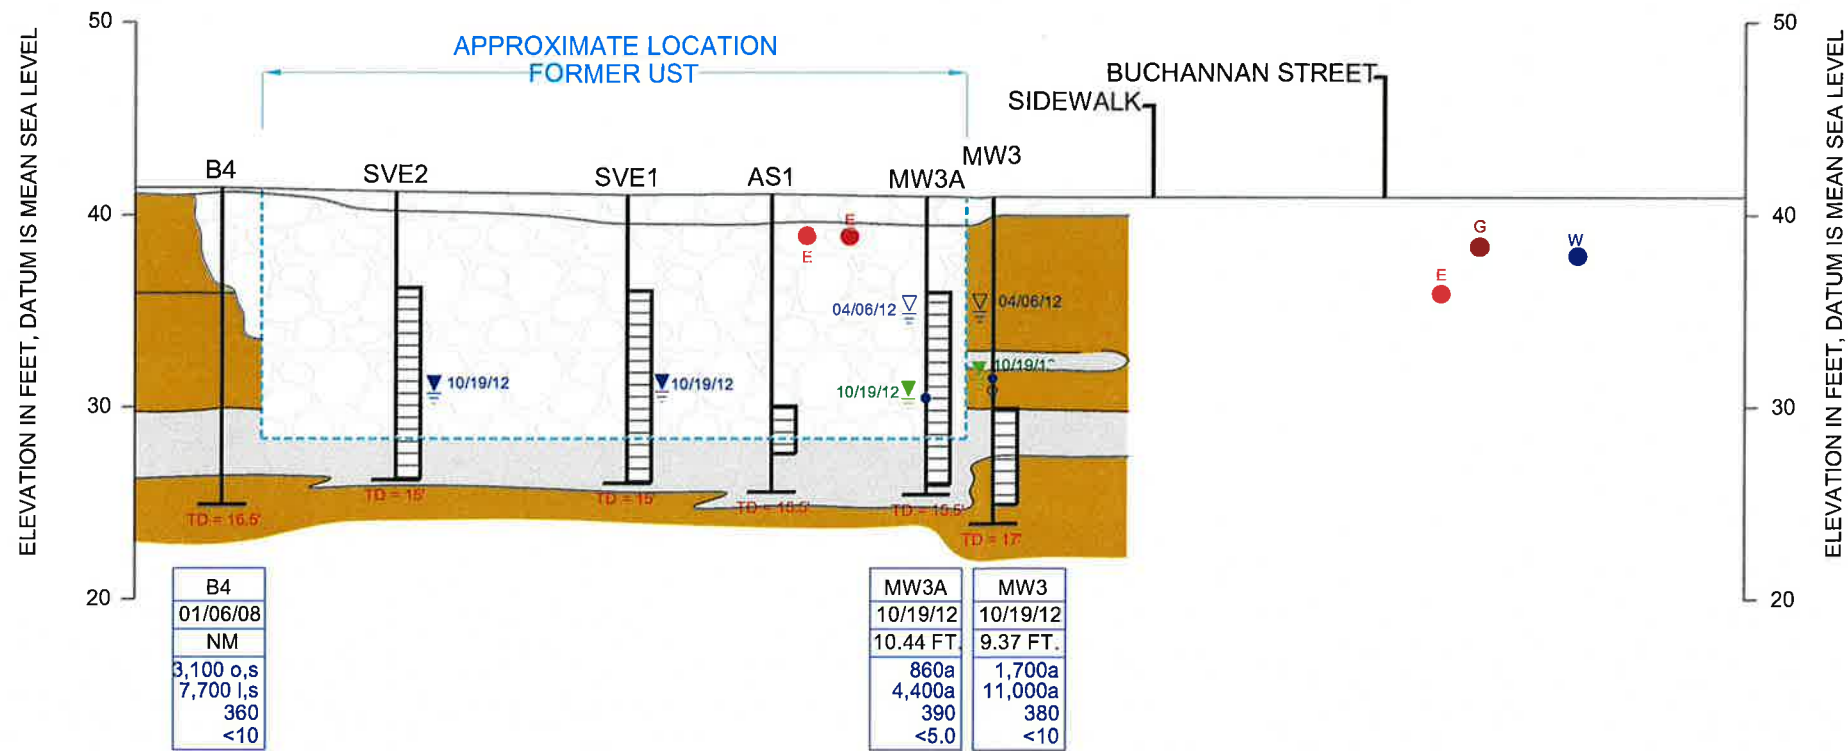 50
50
ELEVATION IN FEET, DATUM IS MEAN SEA LEVEL
ELEVATION IN FEET, DATUM IS MEAN SEA LEVEL
APPROXIMATE LOCATION
FORMER UST
BUCHANNAN STREET
SIDEWALK
B4
SVE2
SVE1
AS1
MW3A
MW3
40
40
E
E
G
W
E
04/06/12
04/06/12
10/19/12
10/19/12
10/19/12
10/19/12
30
30
TD = 16.5'
TD = 15'
TD = 15'
TD = 15.5'
TD = 15.5'
TD = 17'
20
20
B4
01/06/08
NM
3,100 o,s
7,700 l,s
360
<10
MW3A
10/19/12
10.44 FT.
860a
4,400a
390
<5.0
MW3
10/19/12
9.37 FT.
1,700a
11,000a
380
<10